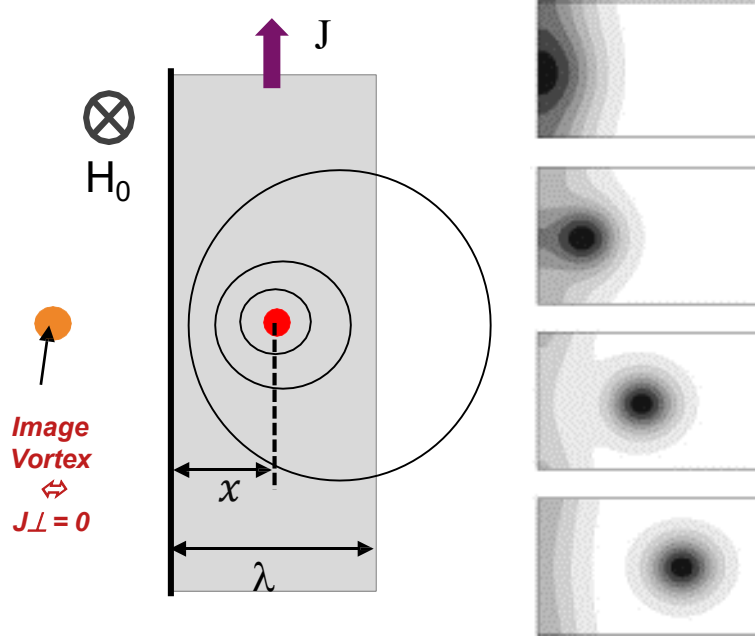 J
H₀
Image
Vortex
⇔
J⊥ = 0
x
λ